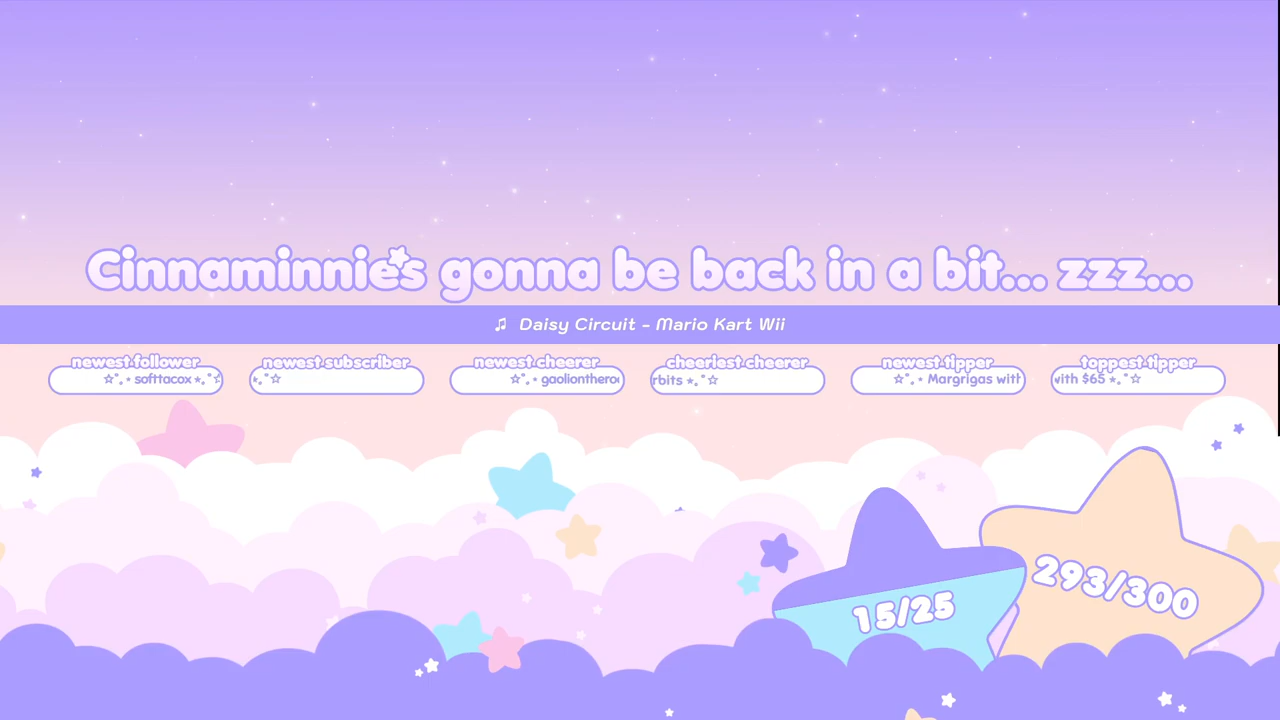 Cinnaminnie's gonna be back in a bit... zzz...
♫ Daisy Circuit - Mario Kart Wii
newest follower
newest subscriber
newest cheerer
cheeriest cheerer
newest tipper
toppest tipper
☆˚｡⋆ softtacox ⋆｡˚☆
⋆｡˚☆
☆˚｡⋆ gaoliontheroo
rbits ⋆｡˚☆
☆˚｡⋆ Margrigas with
with $65 ⋆｡˚☆
15/25
293/300